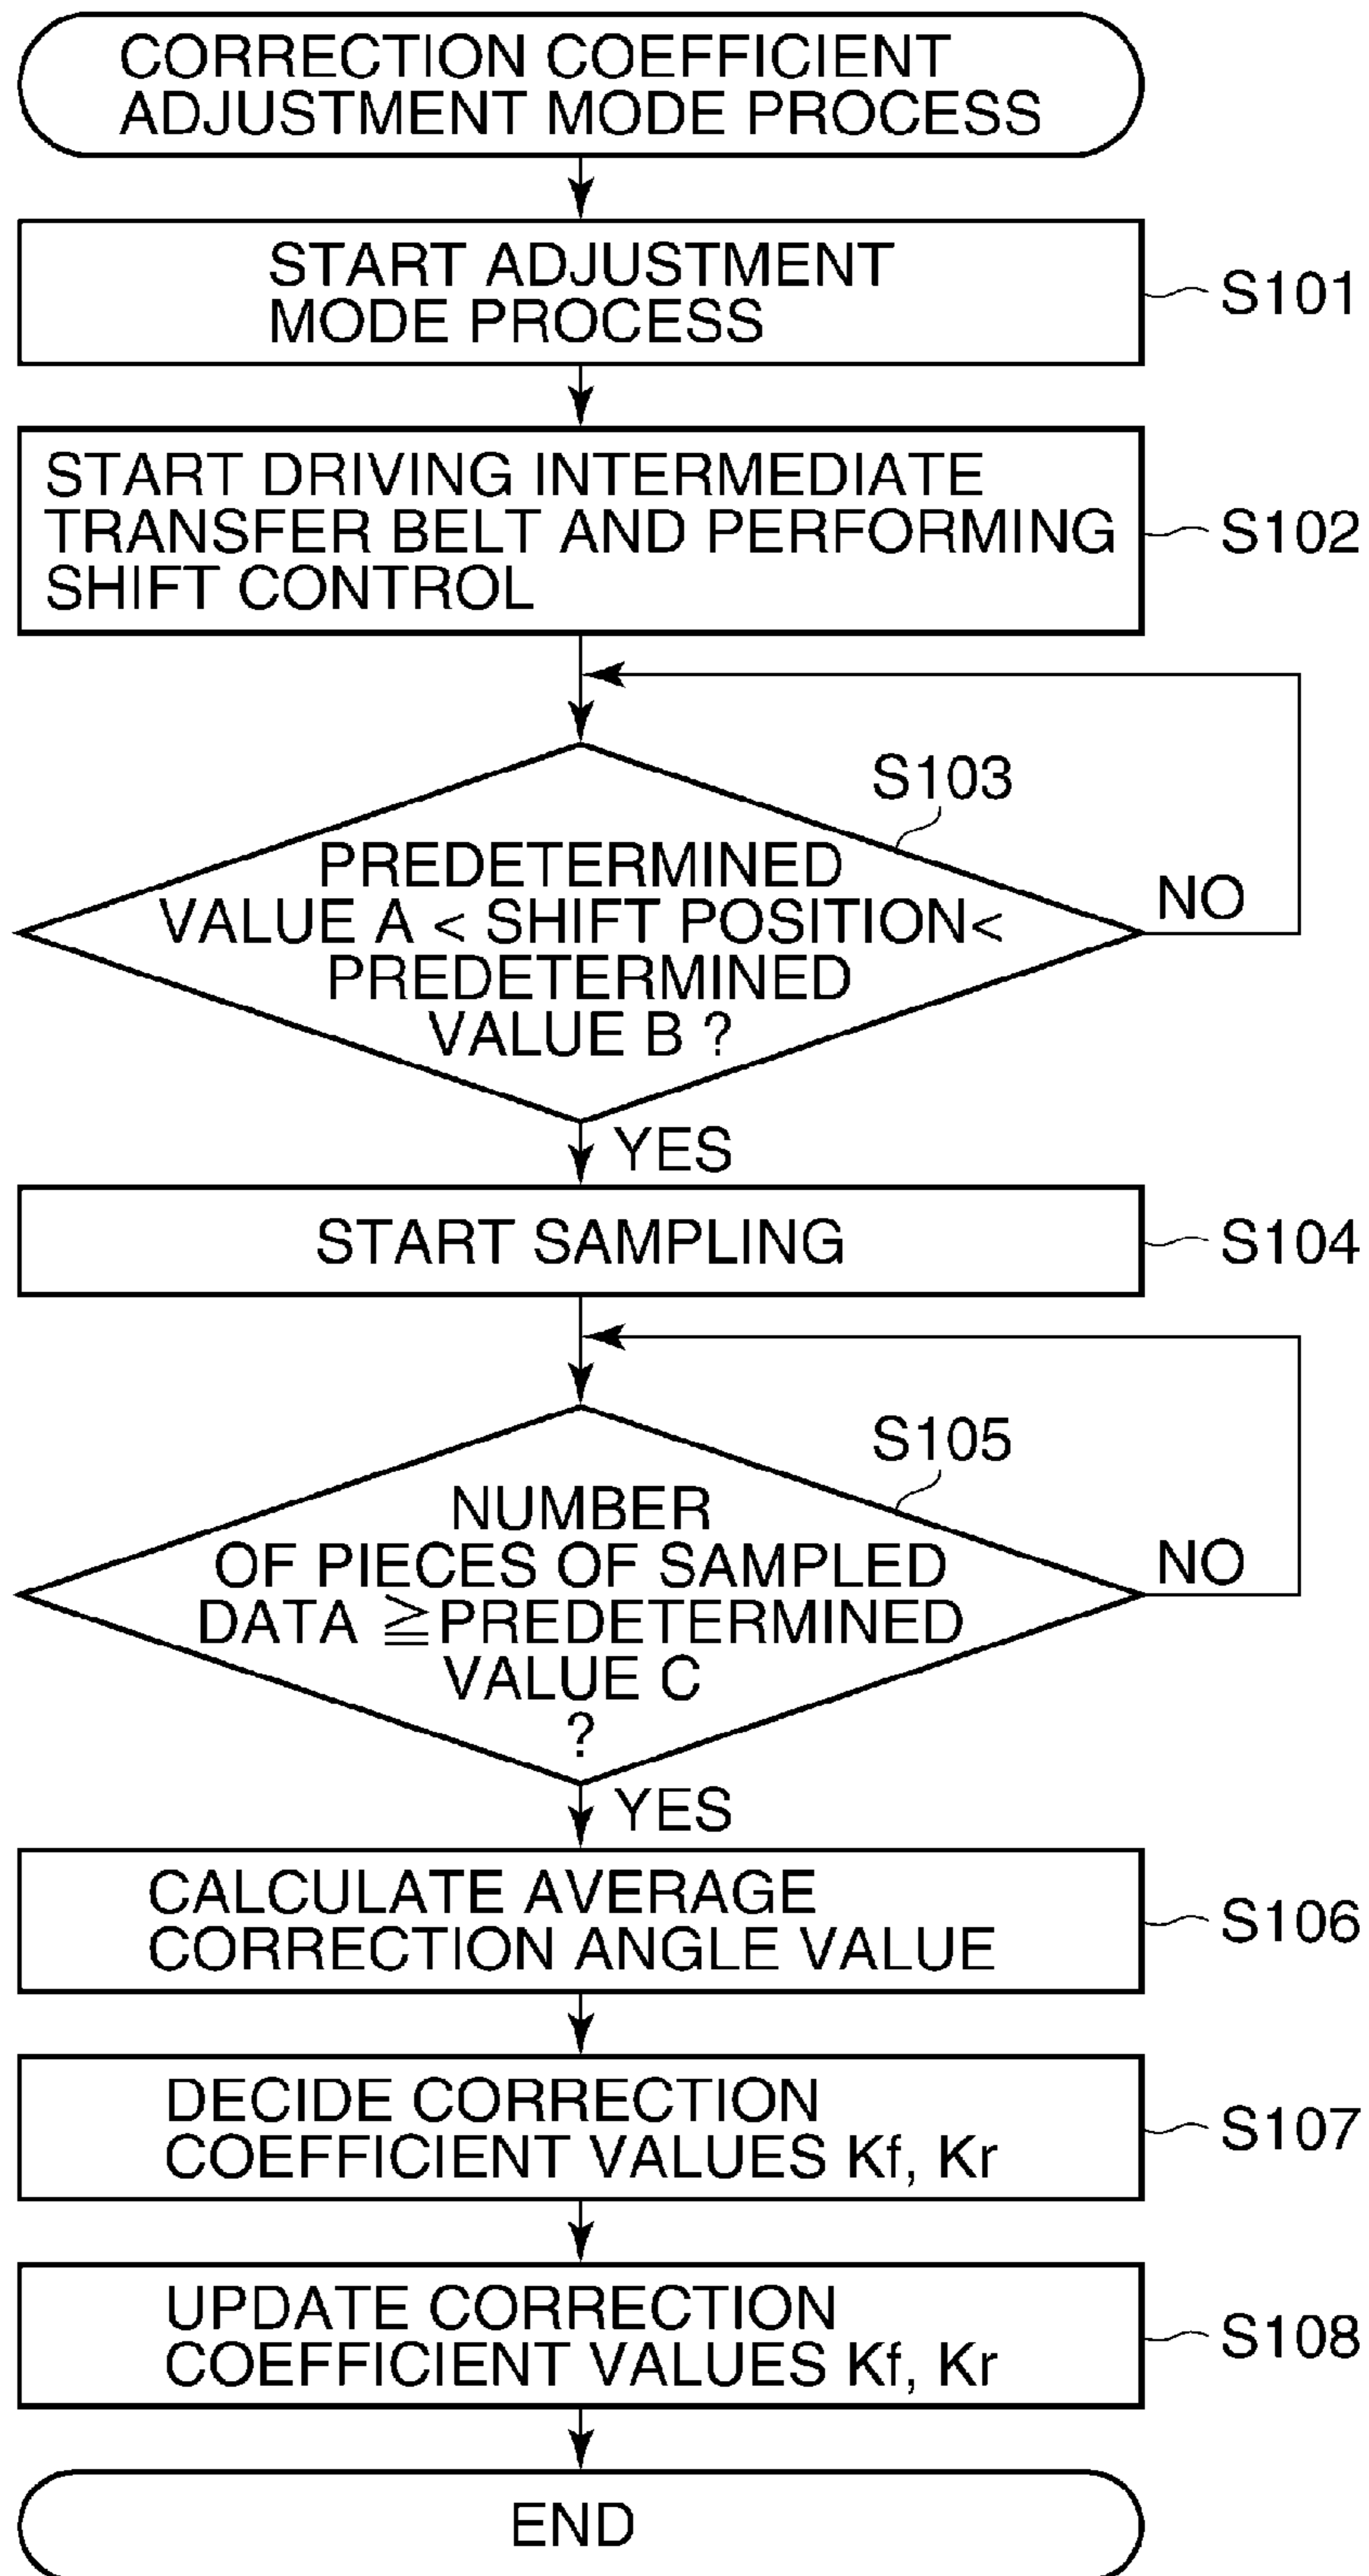 CORRECTION COEFFICIENT
ADJUSTMENT MODE PROCESS
START ADJUSTMENT
MODE PROCESS
S101
START DRIVING INTERMEDIATE
TRANSFER BELT AND PERFORMING
SHIFT CONTROL
S102
S103
PREDETERMINED
VALUE A < SHIFT POSITION<
PREDETERMINED
VALUE B ?
NO
YES
START SAMPLING
S104
S105
NUMBER
OF PIECES OF SAMPLED
DATA ≧PREDETERMINED
VALUE C
?
NO
YES
CALCULATE AVERAGE
CORRECTION ANGLE VALUE
S106
DECIDE CORRECTION
COEFFICIENT VALUES Kf, Kr
S107
UPDATE CORRECTION
COEFFICIENT VALUES Kf, Kr
S108
END